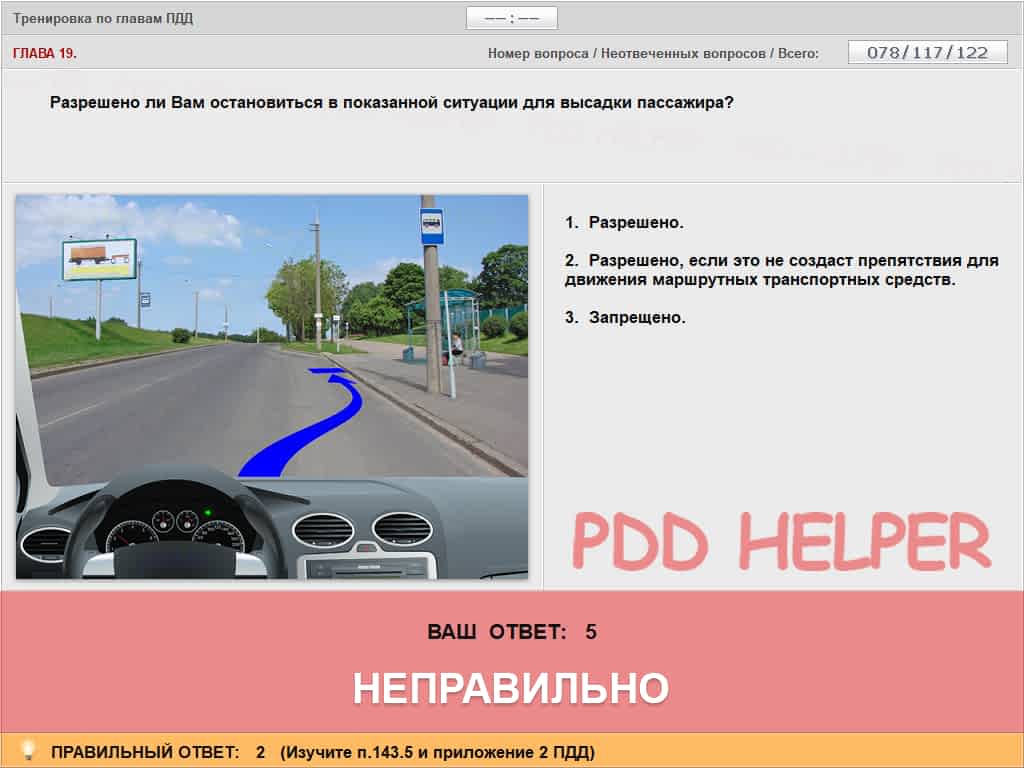 Тренировка по главам ПДД
—— : ——
ГЛАВА 19.
Номер вопроса / Неотвеченных вопросов / Всего:
078/117/122
Разрешено ли Вам остановиться в показанной ситуации для высадки пассажира?
1. Разрешено.
2. Разрешено, если это не создаст препятствия для
движения маршрутных транспортных средств.
3. Запрещено.
PDD HELPER
ВАШ ОТВЕТ: 5
НЕПРАВИЛЬНО
ПРАВИЛЬНЫЙ ОТВЕТ: 2 (Изучите п.143.5 и приложение 2 ПДД)